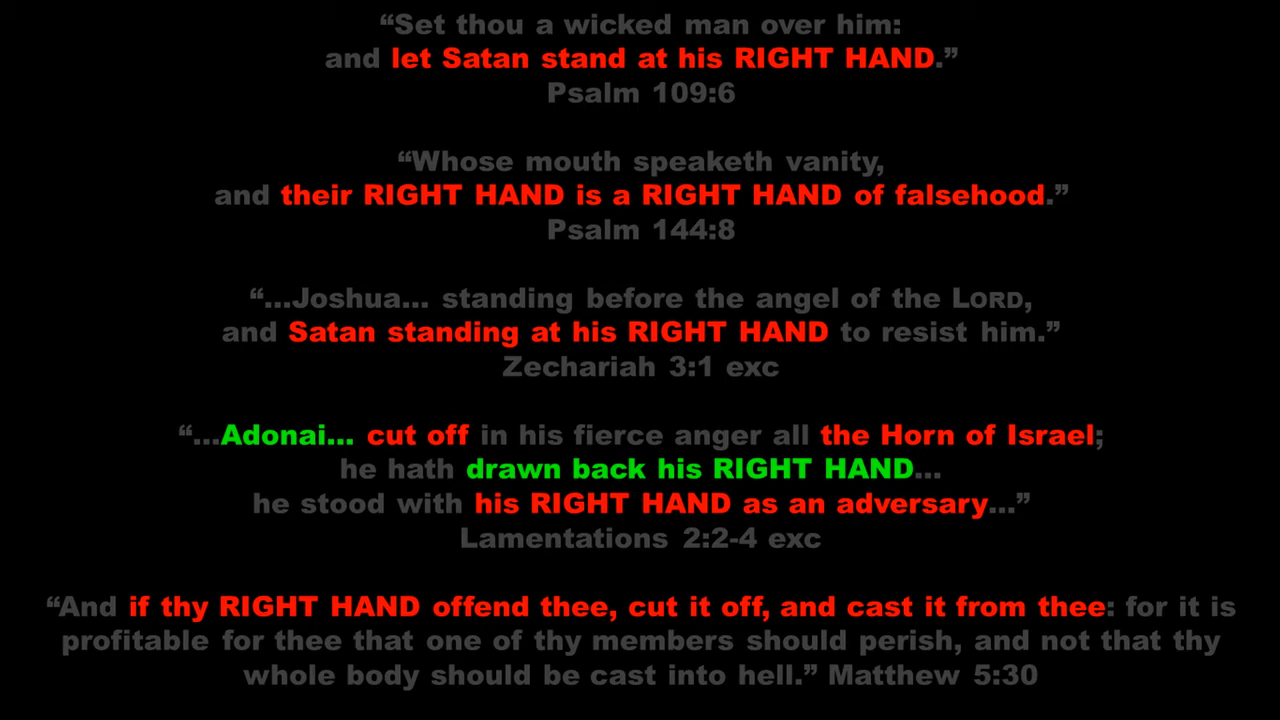 “Set thou a wicked man over him:
and let Satan stand at his RIGHT HAND.”
Psalm 109:6
“Whose mouth speaketh vanity,
and their RIGHT HAND is a RIGHT HAND of falsehood.”
Psalm 144:8
“...Joshua... standing before the angel of the LORD,
and Satan standing at his RIGHT HAND to resist him.”
Zechariah 3:1 exc
“...Adonai... cut off in his fierce anger all the Horn of Israel;
he hath drawn back his RIGHT HAND...
he stood with his RIGHT HAND as an adversary...”
Lamentations 2:2-4 exc
“And if thy RIGHT HAND offend thee, cut it off, and cast it from thee: for it is
profitable for thee that one of thy members should perish, and not that thy
whole body should be cast into hell.” Matthew 5:30